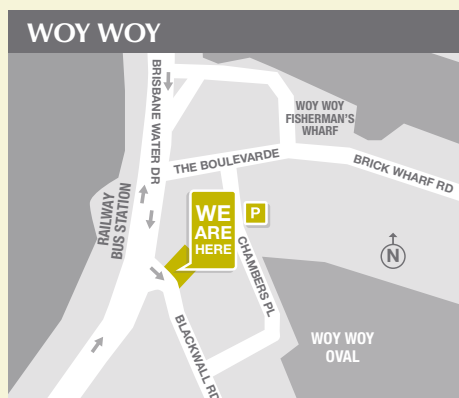 WOY WOY
BRISBANE WATER DR
WOY WOY
FISHERMAN'S
WHARF
THE BOULEVARDE
BRICK WHARF RD
RAILWAY
BUS STATION
WE
ARE
HERE
P
CHAMBERS PL
N
BLACKWALL RD
WOY WOY
OVAL